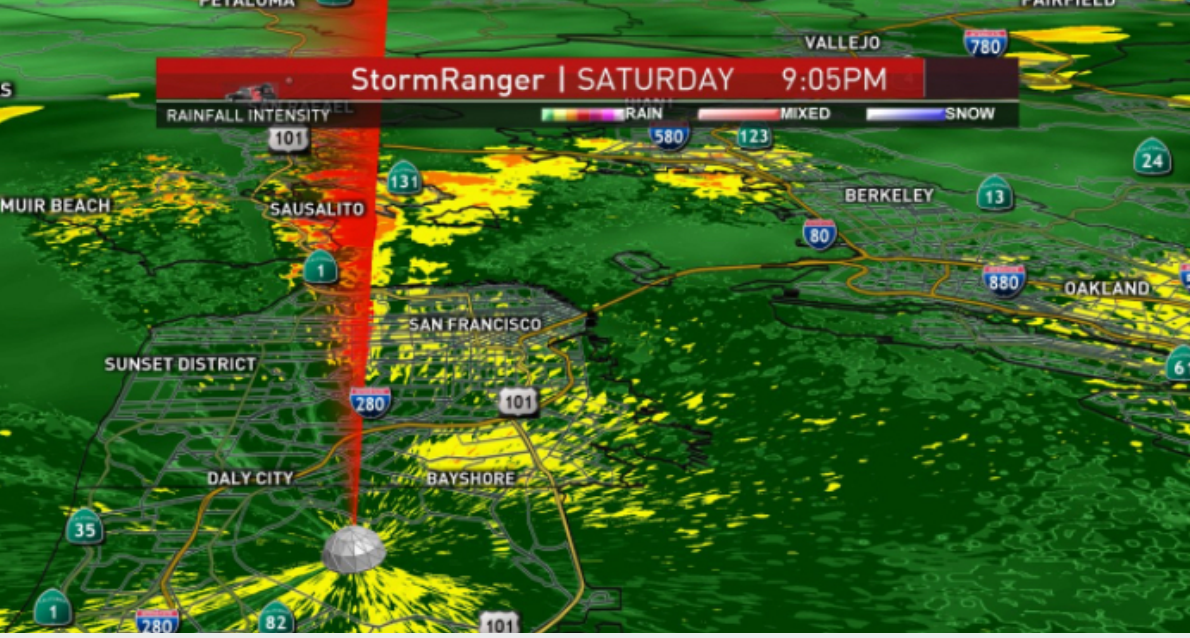 PETALUMA
FAIRFIELD
VALLEJO
780
StormRanger | SATURDAY 9:05PM
RAINFALL INTENSITY
RAIN
MIXED
SNOW
101
580
123
24
131
MUIR BEACH
SAUSALITO
BERKELEY
13
80
1
880
OAKLAND
SAN FRANCISCO
SUNSET DISTRICT
280
101
DALY CITY
BAYSHORE
35
1
280
82
101